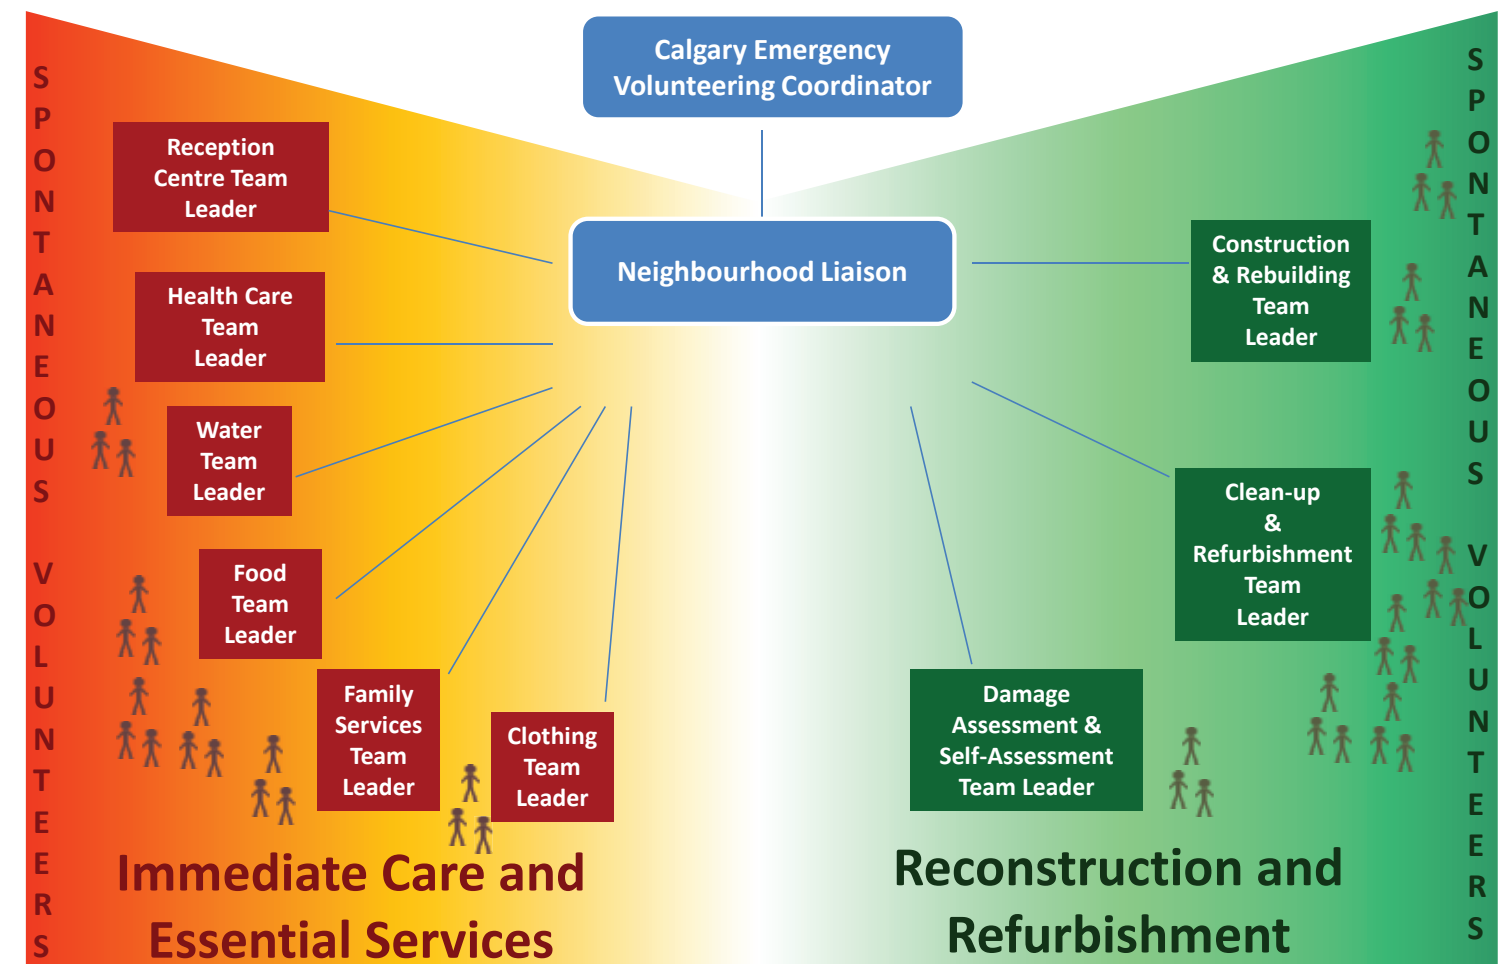 Calgary Emergency
Volunteering Coordinator
Neighbourhood Liaison
SPONTANEOUS VOLUNTEERS
Reception
Centre Team
Leader
Health Care
Team
Leader
Water
Team
Leader
Food
Team
Leader
Family
Services
Team
Leader
Clothing
Team
Leader
Immediate Care and
Essential Services
Construction
& Rebuilding
Team
Leader
Clean-up
&
Refurbishment
Team
Leader
Damage
Assessment &
Self-Assessment
Team Leader
Reconstruction and
Refurbishment
SPONTANEOUS VOLUNTEERS